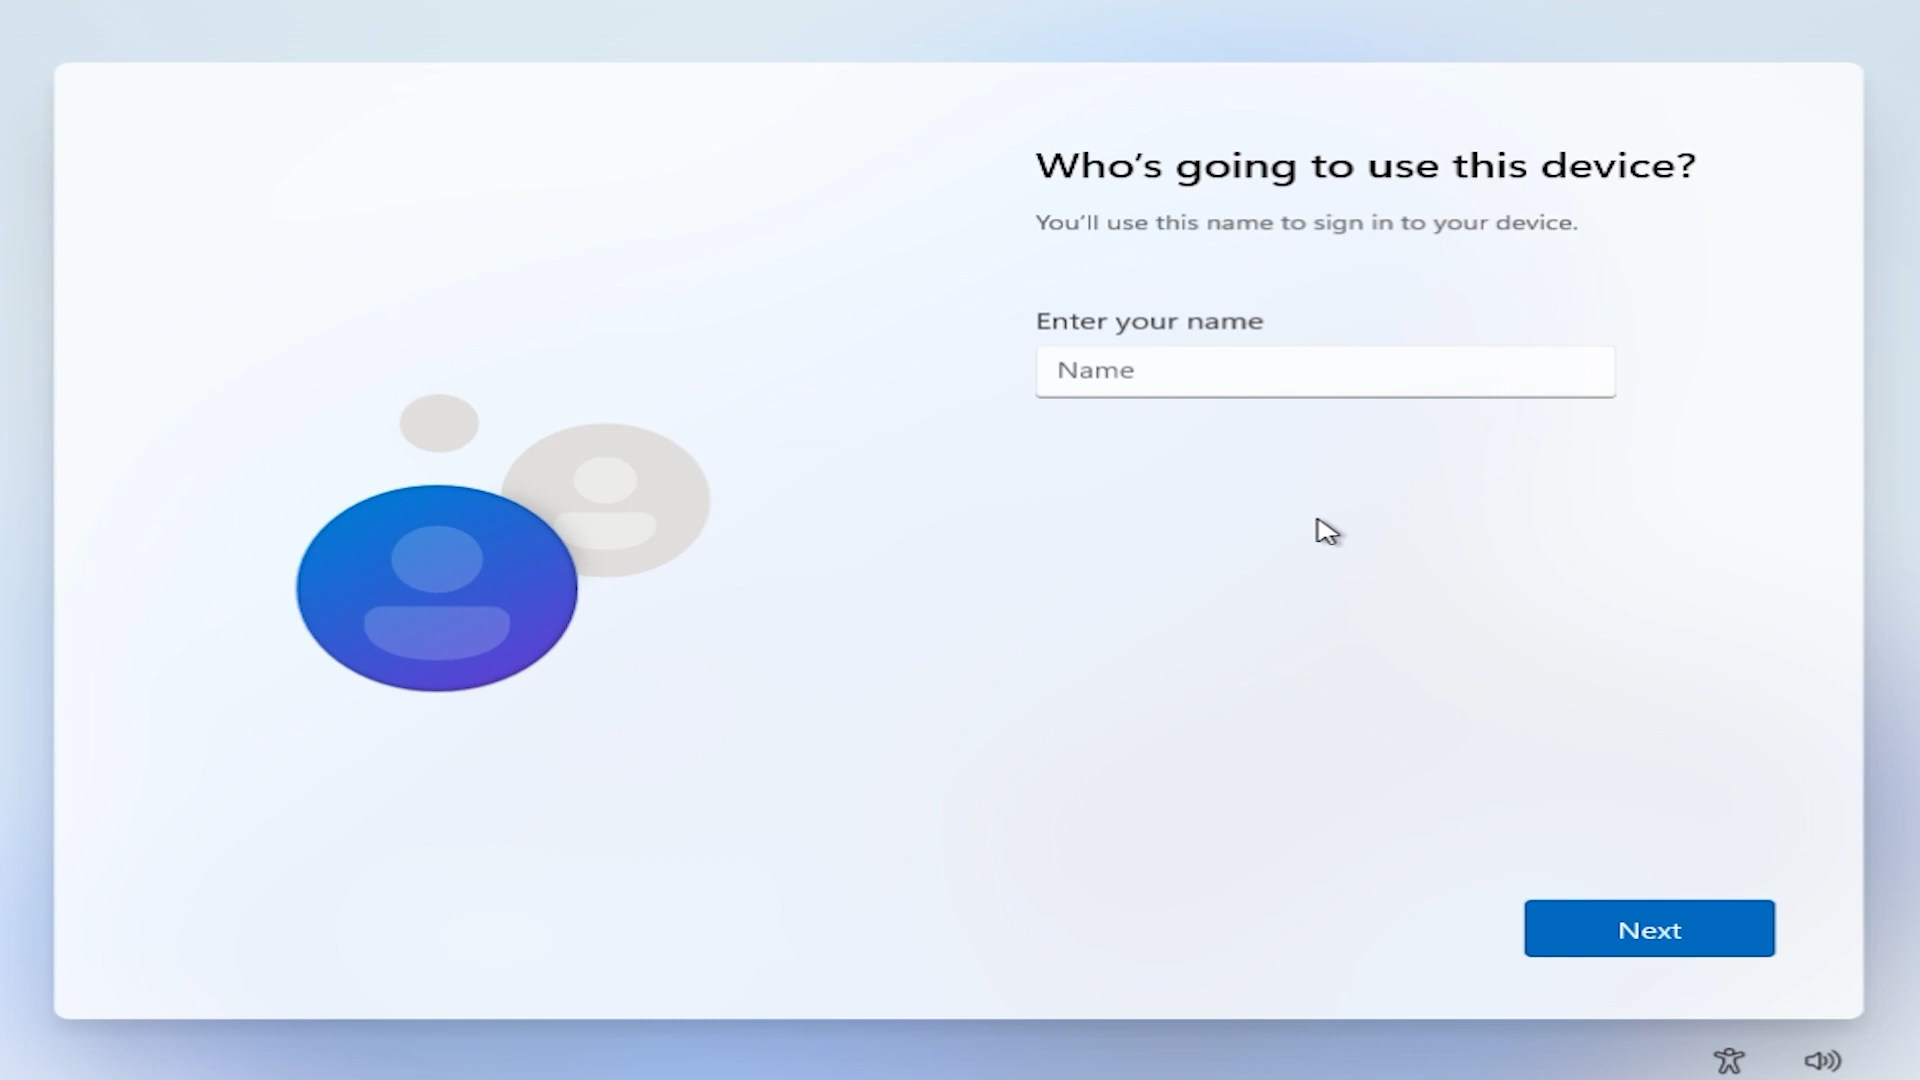 Who’s going to use this device?
You’ll use this name to sign in to your device.
Enter your name
Name
Next